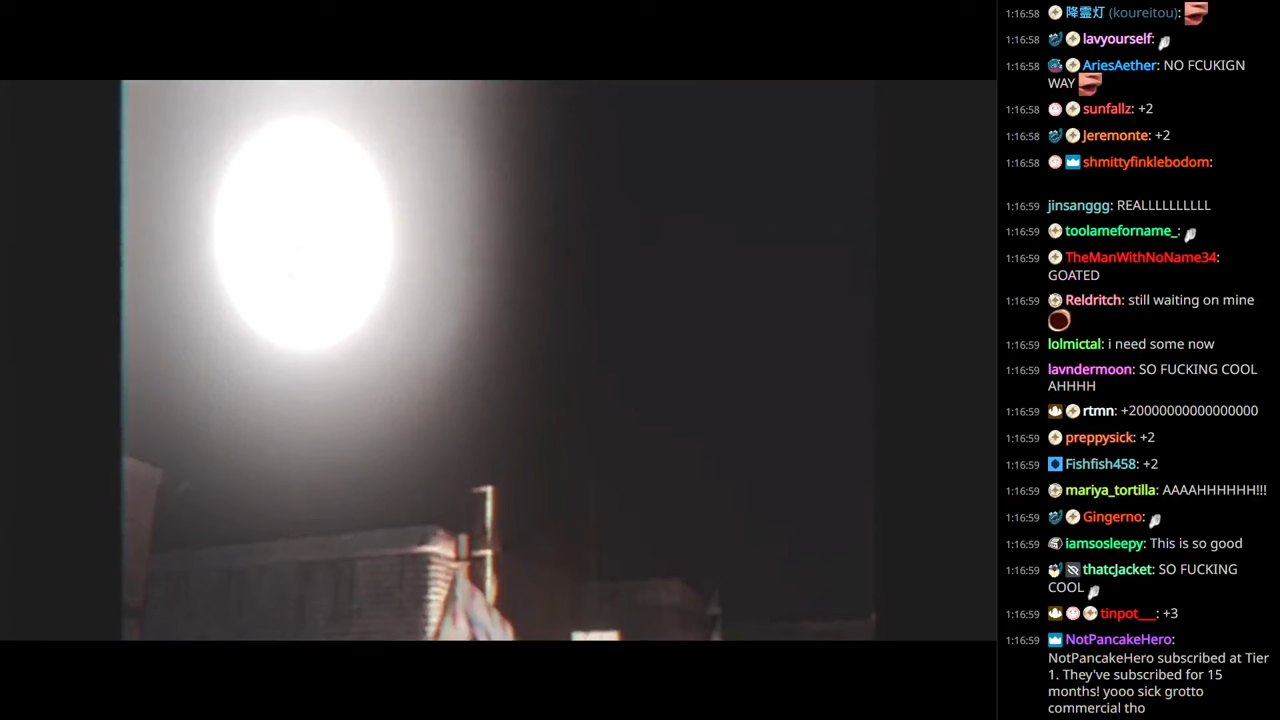 1:16:58 降霊灯 (koureitou):
1:16:58 lavyourself:
1:16:58 AriesAether: NO FCUKIGN
WAY
1:16:58 sunfallz: +2
1:16:58 Jeremonte: +2
1:16:58 shmittyfinklebodom:
1:16:59 jinsanggg: REALLLLLLLLL
1:16:59 toolameforname_:
1:16:59 TheManWithNoName34:
GOATED
1:16:59 Reldritch: still waiting on mine
1:16:59 lolmictal: i need some now
1:16:59 lavndermoon: SO FUCKING COOL
AHHHH
1:16:59 rtmn: +20000000000000000
1:16:59 preppysick: +2
1:16:59 Fishfish458: +2
1:16:59 mariya_tortilla: AAAAHHHHHH!!!
1:16:59 Gingerno:
1:16:59 iamsosleepy: This is so good
1:16:59 thatcJacket: SO FUCKING
COOL
1:16:59 tinpot___: +3
1:16:59 NotPancakeHero:
NotPancakeHero subscribed at Tier
1. They've subscribed for 15
months! yooo sick grotto
commercial tho